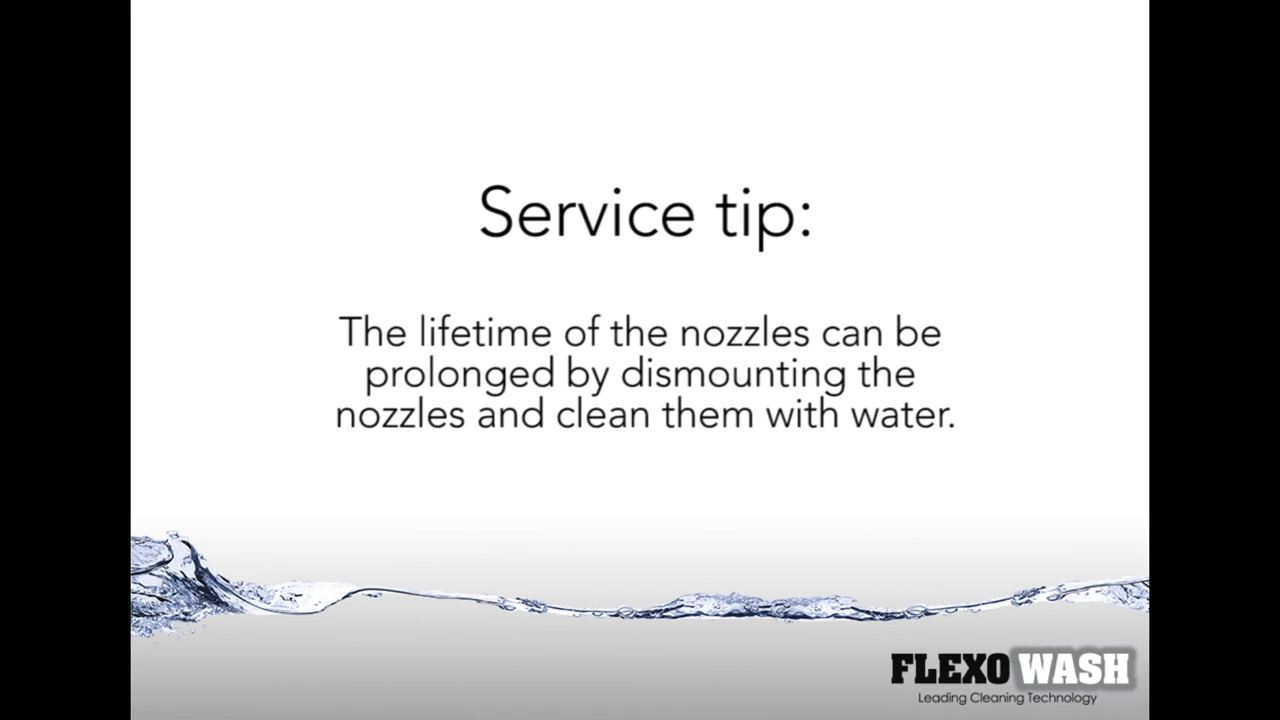 Service tip:
The lifetime of the nozzles can be
prolonged by dismounting the
nozzles and clean them with water.
FLEXO WASH
Leading Cleaning Technology